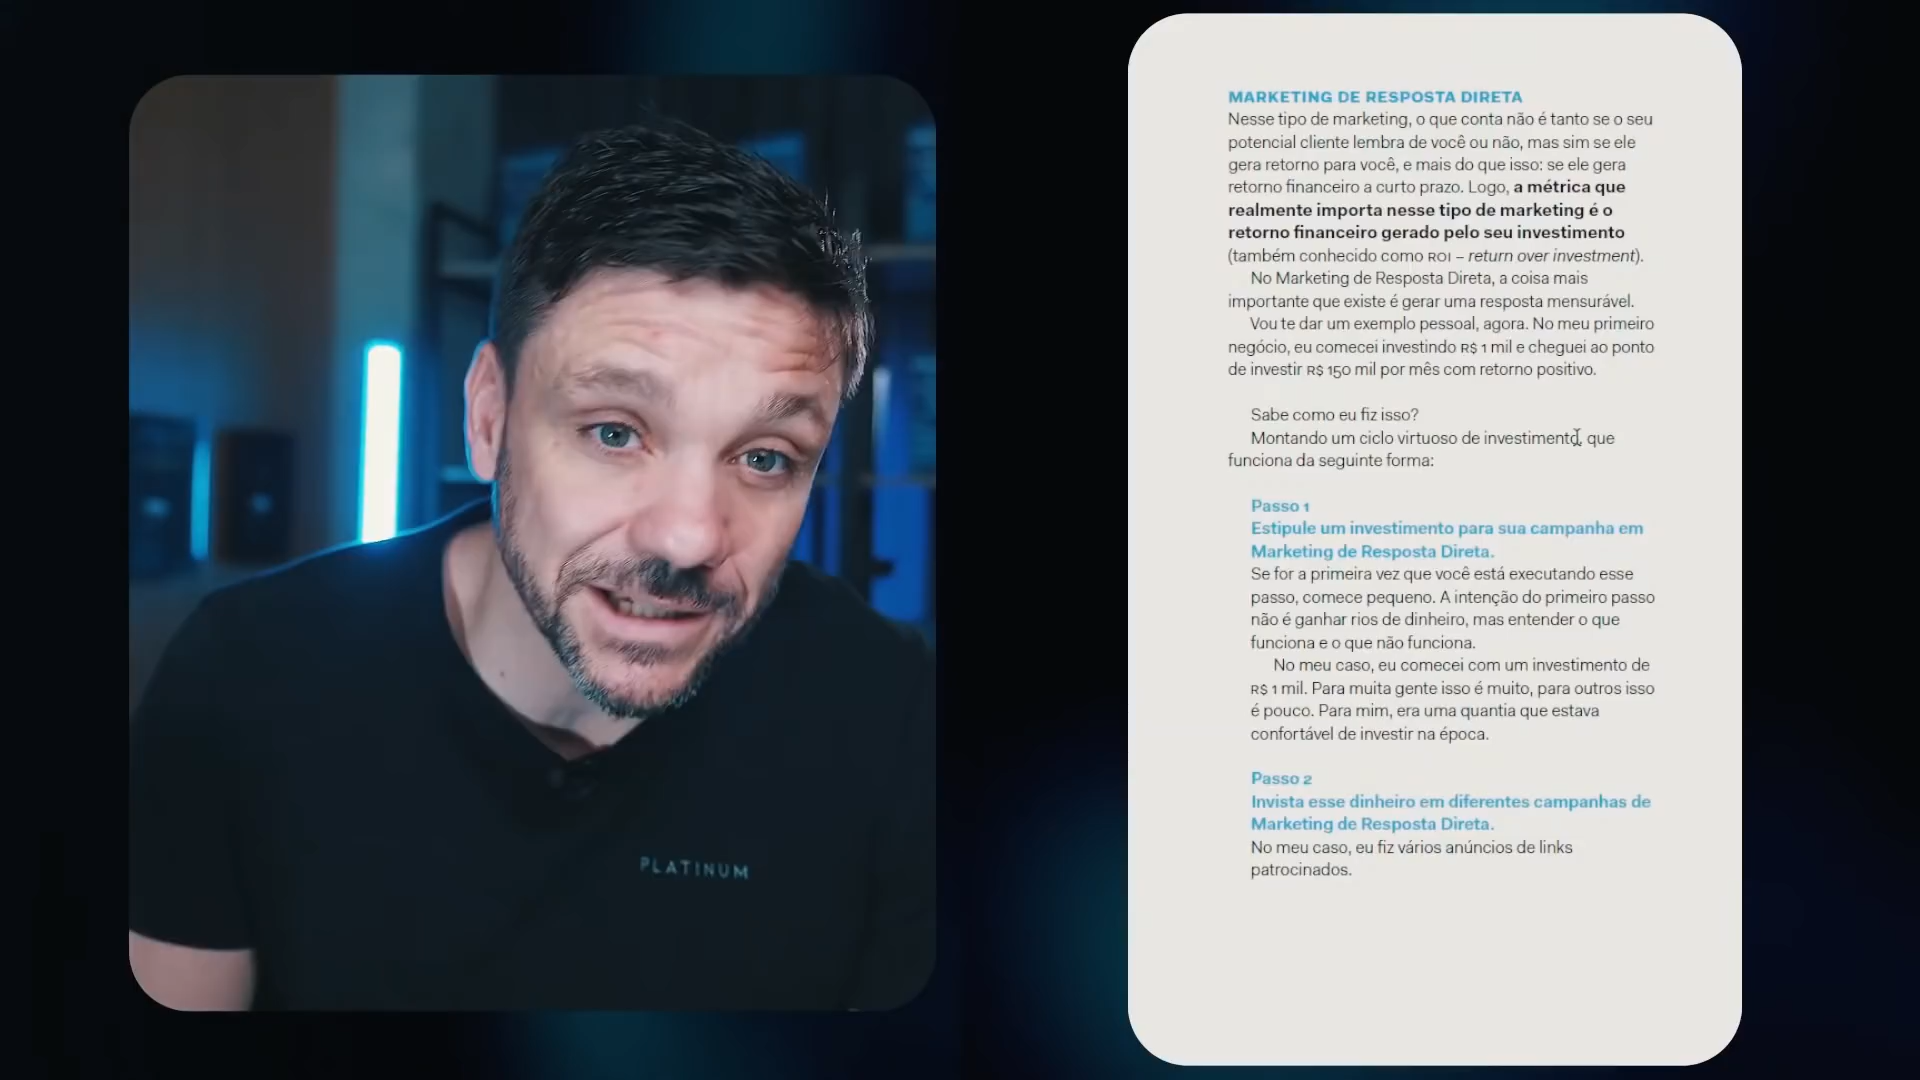 PLATINUM
MARKETING DE RESPOSTA DIRETA
Nesse tipo de marketing, o que conta não é tanto se o seu
potencial cliente lembra de você ou não, mas sim se ele
gera retorno para você, e mais do que isso: se ele gera
retorno financeiro a curto prazo. Logo, a métrica que
realmente importa nesse tipo de marketing é o
retorno financeiro gerado pelo seu investimento
(também conhecido como ROI – return over investment).
No Marketing de Resposta Direta, a coisa mais
importante que existe é gerar uma resposta mensurável.
Vou te dar um exemplo pessoal, agora. No meu primeiro
negócio, eu comecei investindo R$ 1 mil e cheguei ao ponto
de investir R$ 150 mil por mês com retorno positivo.
Sabe como eu fiz isso?
Montando um ciclo virtuoso de investimento, que
funciona da seguinte forma:
Passo 1
Estipule um investimento para sua campanha em
Marketing de Resposta Direta.
Se for a primeira vez que você está executando esse
passo, comece pequeno. A intenção do primeiro passo
não é ganhar rios de dinheiro, mas entender o que
funciona e o que não funciona.
No meu caso, eu comecei com um investimento de
R$ 1 mil. Para muita gente isso é muito, para outros isso
é pouco. Para mim, era uma quantia que estava
confortável de investir na época.
Passo 2
Invista esse dinheiro em diferentes campanhas de
Marketing de Resposta Direta.
No meu caso, eu fiz vários anúncios de links
patrocinados.